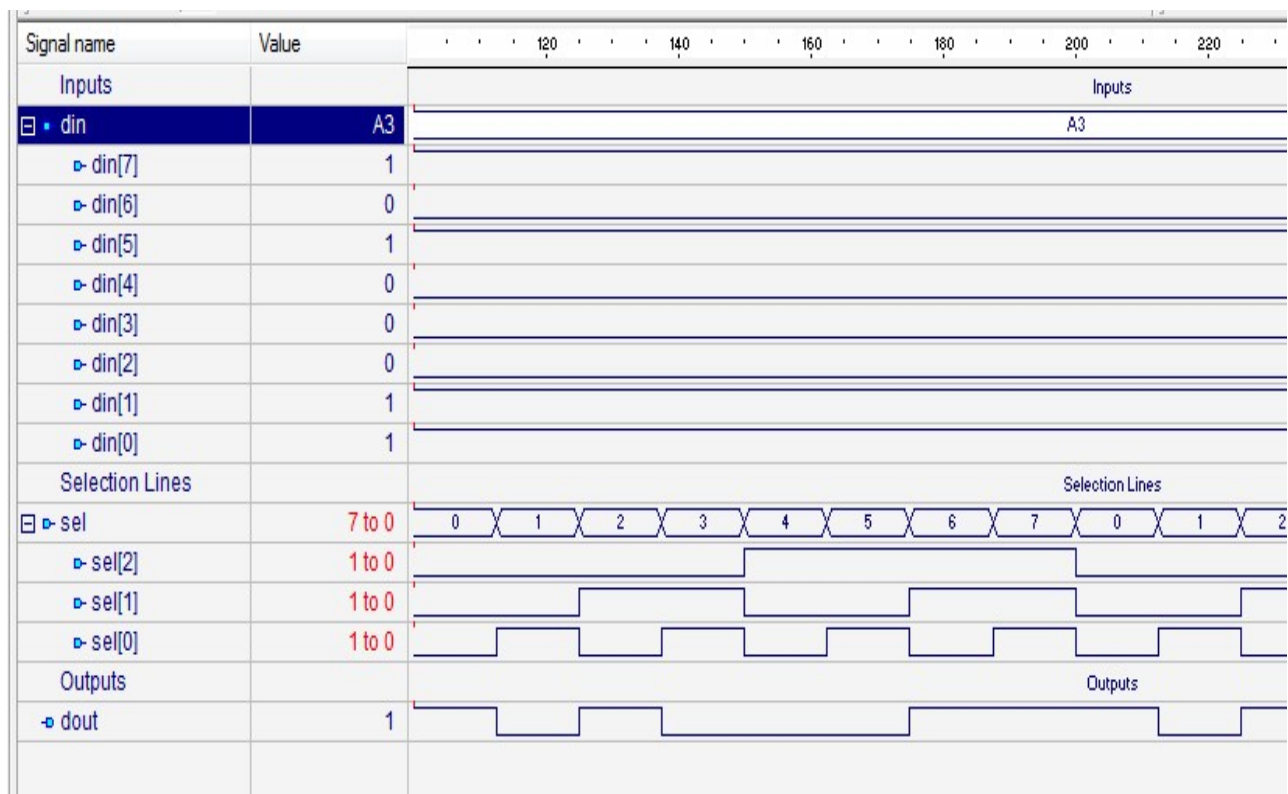 Signal name Value 120 140 160 180 200 220
Inputs Inputs
din A3 A3
din[7] 1
din[6] 0
din[5] 1
din[4] 0
din[3] 0
din[2] 0
din[1] 1
din[0] 1
Selection Lines Selection Lines
sel 7 to 0 0 1 2 3 4 5 6 7 0 1 2
sel[2] 1 to 0
sel[1] 1 to 0
sel[0] 1 to 0
Outputs Outputs
dout 1